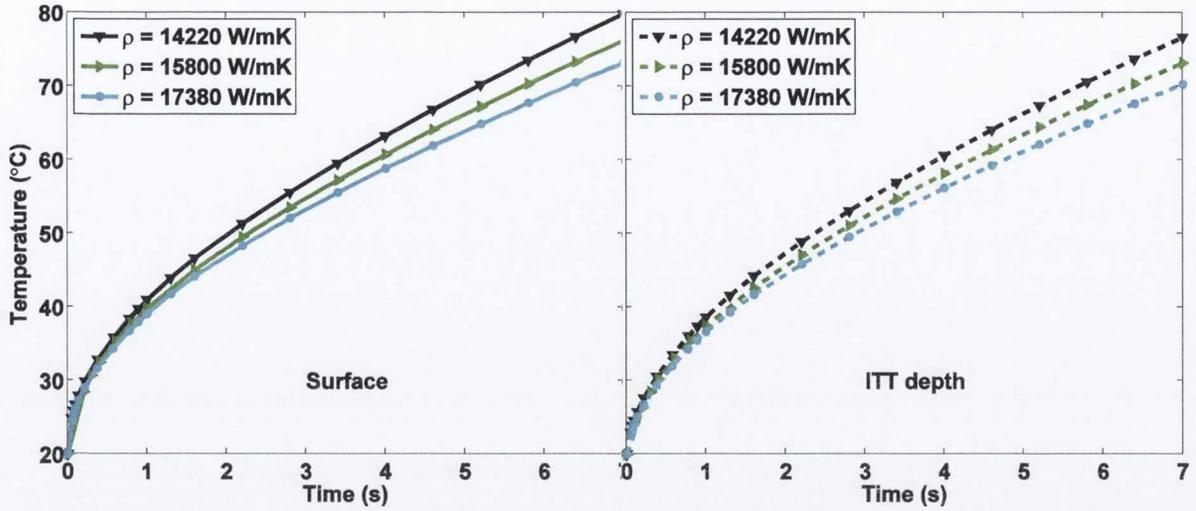 80
70
60
50
40
30
20
Temperature (°C)
ρ = 14220 W/mK
ρ = 15800 W/mK
ρ = 17380 W/mK
Surface
0 1 2 3 4 5 6
Time (s)
ρ = 14220 W/mK
ρ = 15800 W/mK
ρ = 17380 W/mK
ITT depth
0 1 2 3 4 5 6 7
Time (s)